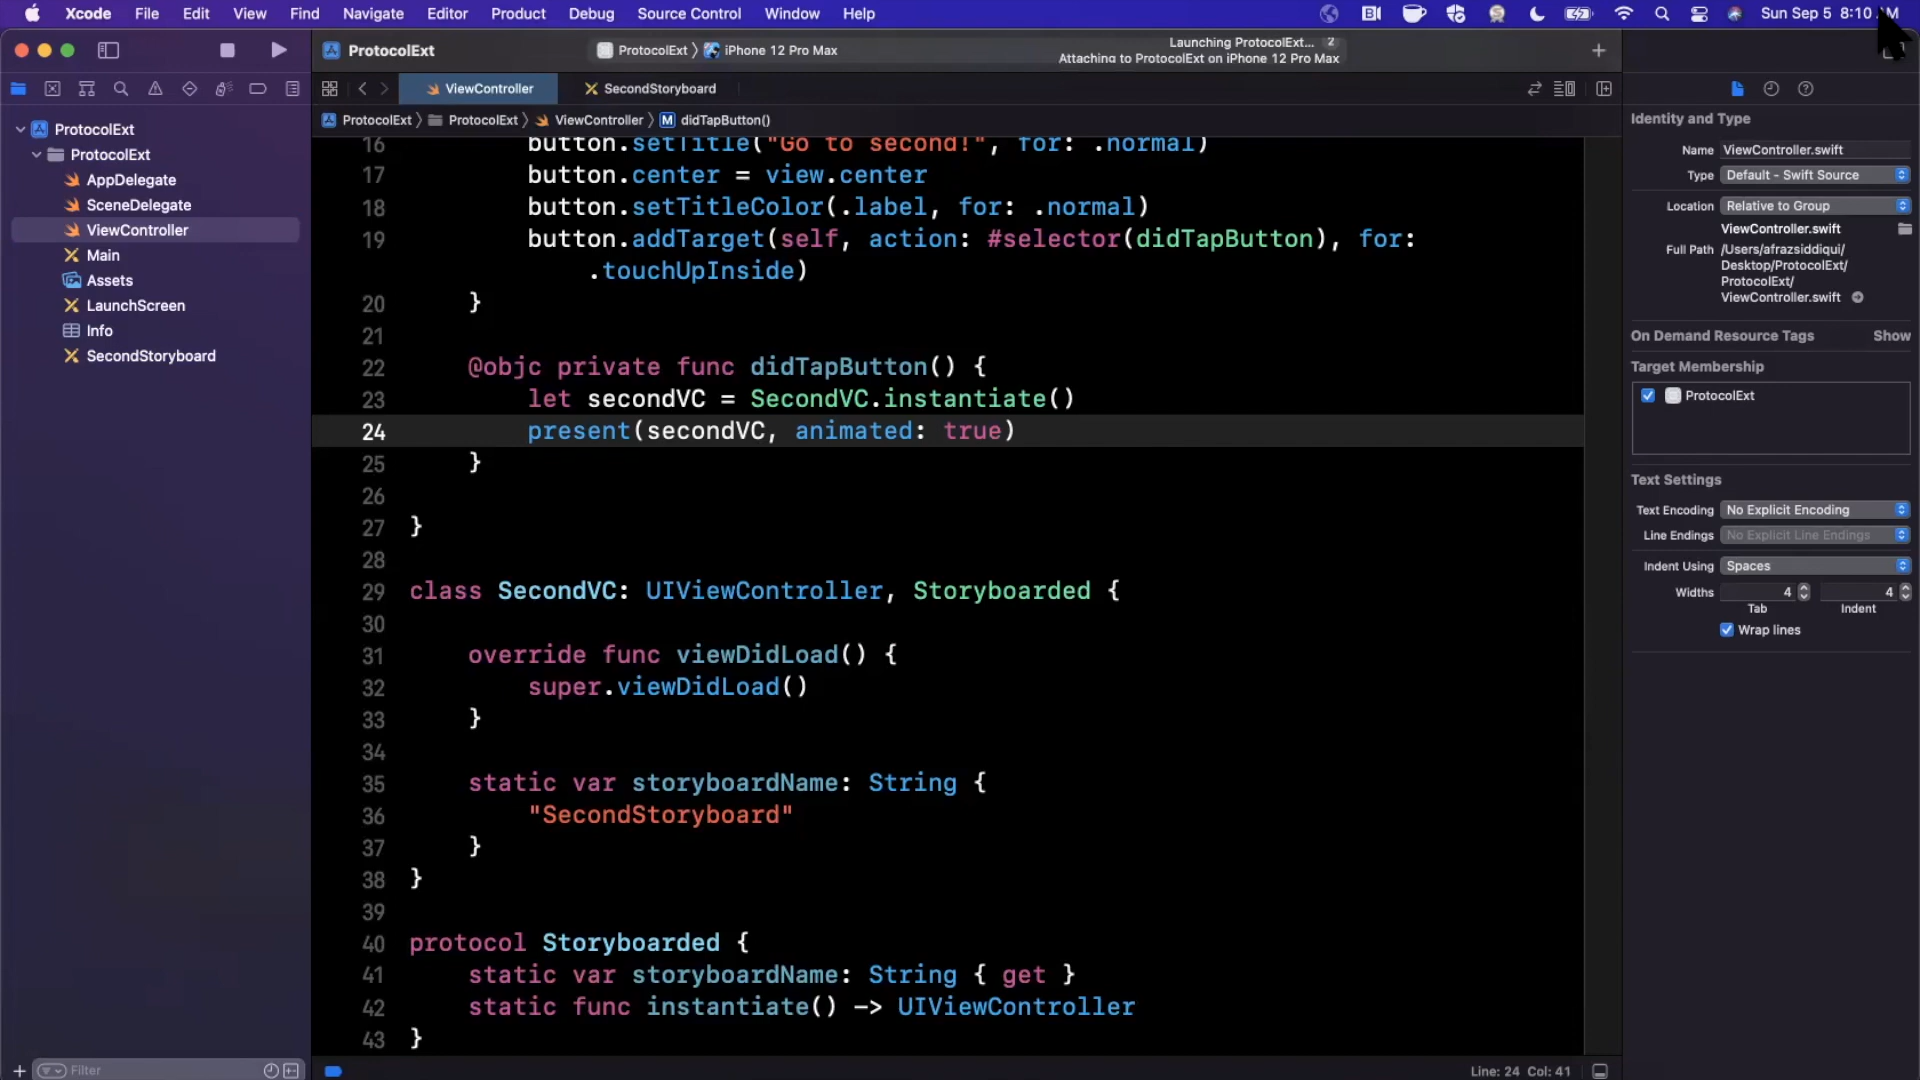 Xcode File Edit View Find Navigate Editor Product Debug Source Control Window Help Sun Sep 5 8:10
ProtocolExt
ProtocolExt iPhone 12 Pro Max
Launching ProtocolExt... 2
Attaching to ProtocolExt on iPhone 12 Pro Max
ViewController
SecondStoryboard
ProtocolExt ProtocolExt ViewController M didTapButton()
ProtocolExt
ProtocolExt
AppDelegate
SceneDelegate
ViewController
Main
Assets
LaunchScreen
Info
SecondStoryboard
Filter
16 button.setTitle("Go to second!", for: .normal)
17 button.center = view.center
18 button.setTitleColor(.label, for: .normal)
19 button.addTarget(self, action: #selector(didTapButton), for:
.touchUpInside)
20 }
21
22 @objc private func didTapButton() {
23 let secondVC = SecondVC.instantiate()
24 present(secondVC, animated: true)
25 }
26
27 }
28
29 class SecondVC: UIViewController, Storyboarded {
30
31 override func viewDidLoad() {
32 super.viewDidLoad()
33 }
34
35 static var storyboardName: String {
36 "SecondStoryboard"
37 }
38 }
39
40 protocol Storyboarded {
41 static var storyboardName: String { get }
42 static func instantiate() -> UIViewController
43 }
Line: 24 Col: 41
Identity and Type
Name ViewController.swift
Type Default - Swift Source
Location Relative to Group
ViewController.swift
Full Path /Users/afrazsiddiqui/
Desktop/ProtocolExt/
ProtocolExt/
ViewController.swift
On Demand Resource Tags Show
Target Membership
ProtocolExt
Text Settings
Text Encoding No Explicit Encoding
Line Endings No Explicit Line Endings
Indent Using Spaces
Widths 4 4
Tab Indent
Wrap lines